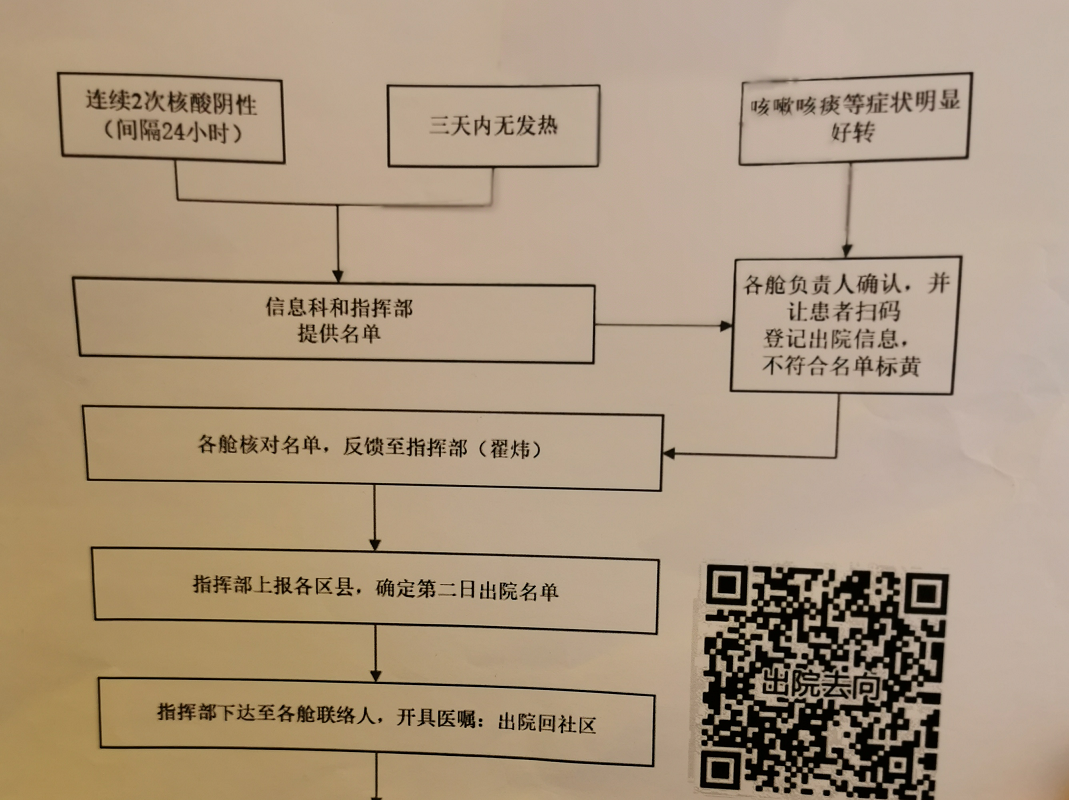 连续2次核酸阴性
（间隔24小时）
三天内无发热
咳嗽咳痰等症状明显
好转
信息科和指挥部
提供名单
各舱负责人确认，并
让患者扫码
登记出院信息，
不符合名单标黄
各舱核对名单，反馈至指挥部（翟炜）
指挥部上报各区县，确定第二日出院名单
指挥部下达至各舱联络人，开具医嘱：出院回社区
出院去向